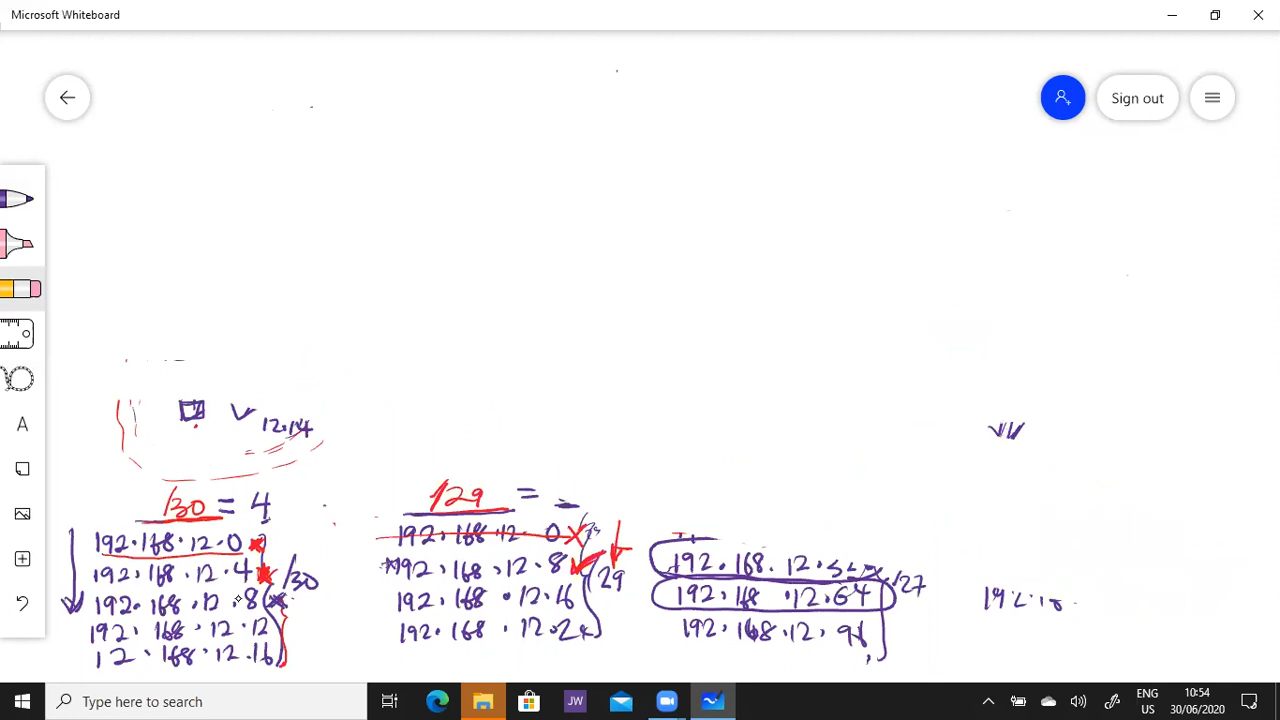 Microsoft Whiteboard
Sign out
A
12.14
/30 = 4
192.168.12.0
192.168.12.4
192.168.12.8
192.168.12.12
12.168.12.16
/30
/29 =
192.168.12.0
192.168.12.8
192.168.12.16
192.168.12.24
/29
192.168.12.32
192.168.12.64
192.168.12.96
/27
192.18
Type here to search
JW
ENG
US
10:54
30/06/2020